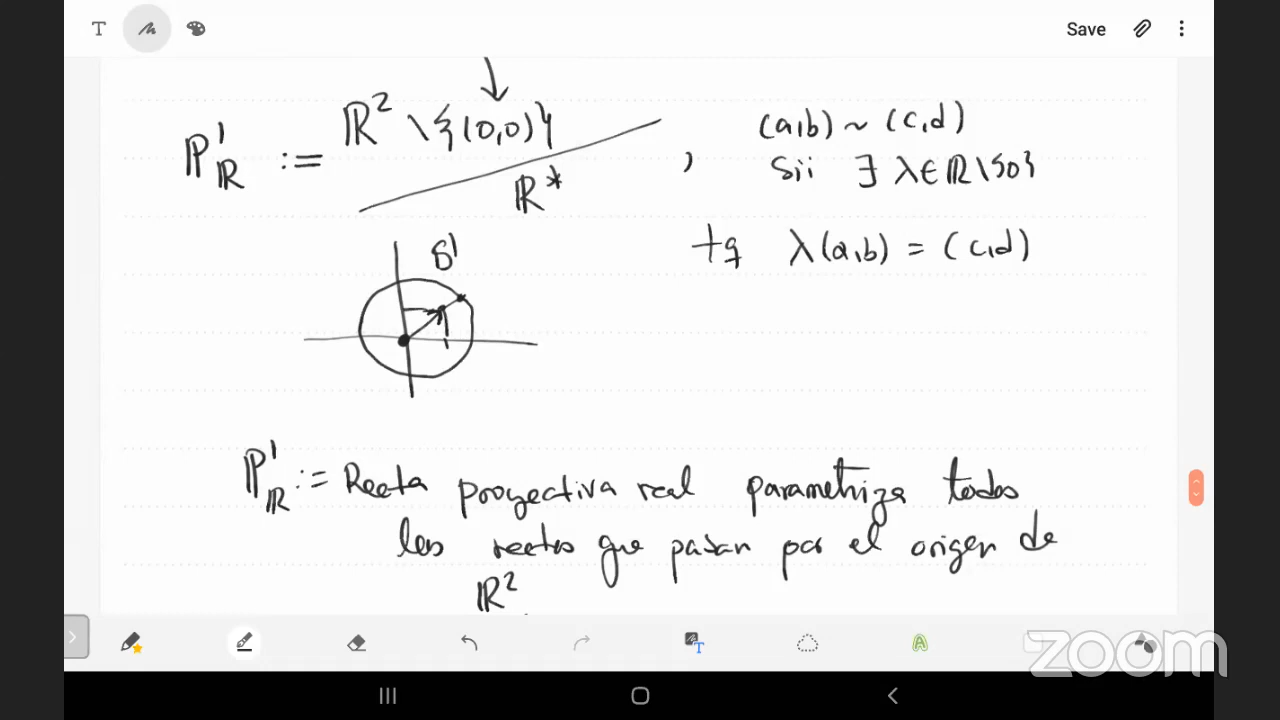 T Save
P¹_R := R² \ {(0,0)} / R* , (a,b) ~ (c,d)
sii ∃ λ∈R\{0}
tq λ(a,b) = (c,d)
S¹
P¹_R := Recta proyectiva real parametriza todas
las rectas que pasan por el origen de
R²
zoom